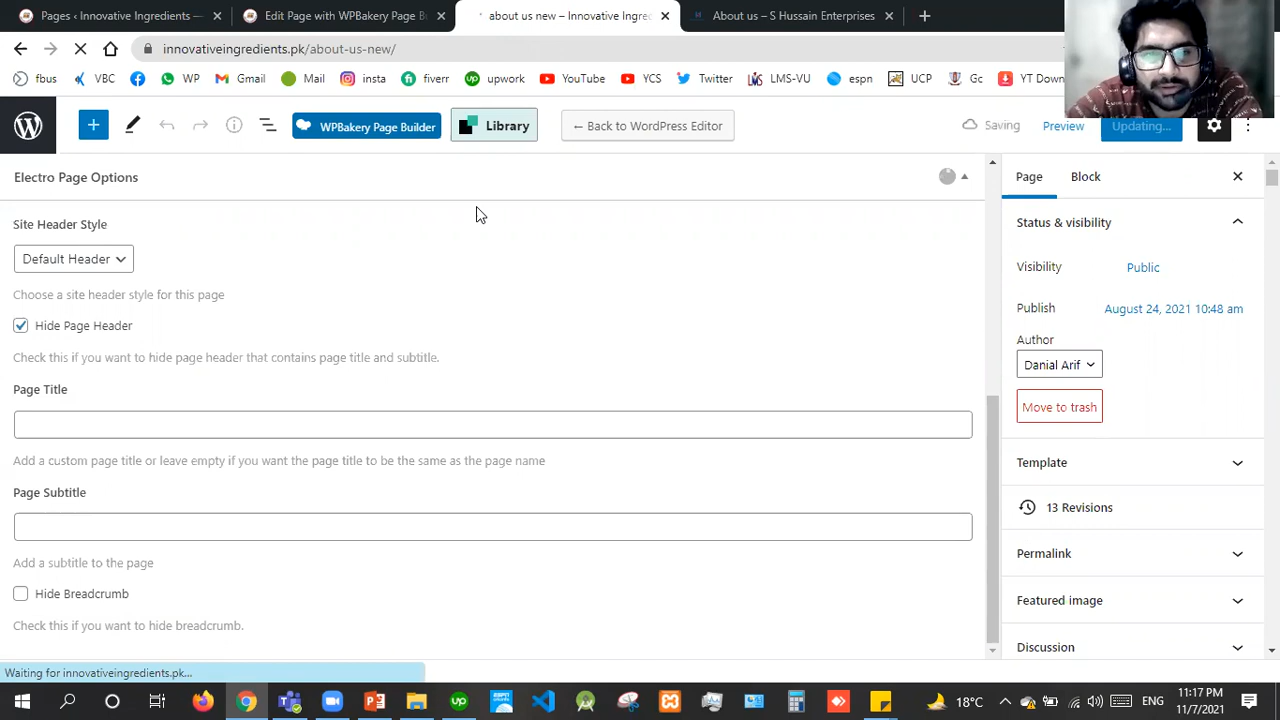 Pages ‹ Innovative Ingredients —
Edit Page with WPBakery Page B
about us new – Innovative Ingre
About us – S Hussain Enterprises
innovativeingredients.pk/about-us-new/
fbus
VBC
WP
Gmail
Mail
insta
fiverr
upwork
YouTube
YCS
Twitter
LMS-VU
espn
UCP
Gc
YT Down
WPBakery Page Builder
Library
← Back to WordPress Editor
Saving
Preview
Updating...
Electro Page Options
Page
Block
Site Header Style
Default Header
Choose a site header style for this page
Hide Page Header
Check this if you want to hide page header that contains page title and subtitle.
Page Title
Add a custom page title or leave empty if you want the page title to be the same as the page name
Page Subtitle
Add a subtitle to the page
Hide Breadcrumb
Check this if you want to hide breadcrumb.
Status & visibility
Visibility
Public
Publish
August 24, 2021 10:48 am
Author
Danial Arif
Move to trash
Template
13 Revisions
Permalink
Featured image
Discussion
Waiting for innovativeingredients.pk...
18°C
ENG
11:17 PM
11/7/2021